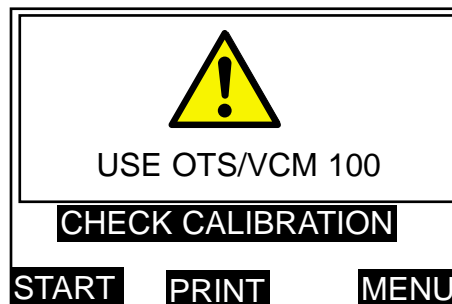 USE OTS/VCM 100
CHECK CALIBRATION
START PRINT MENU